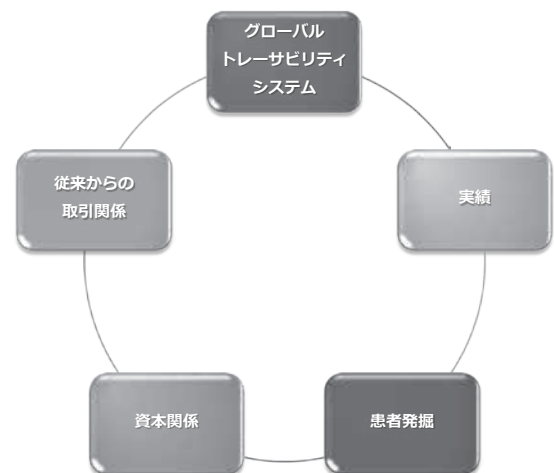 グローバル
トレーサビリティ
システム
従来からの
取引関係
実績
資本関係
患者発掘